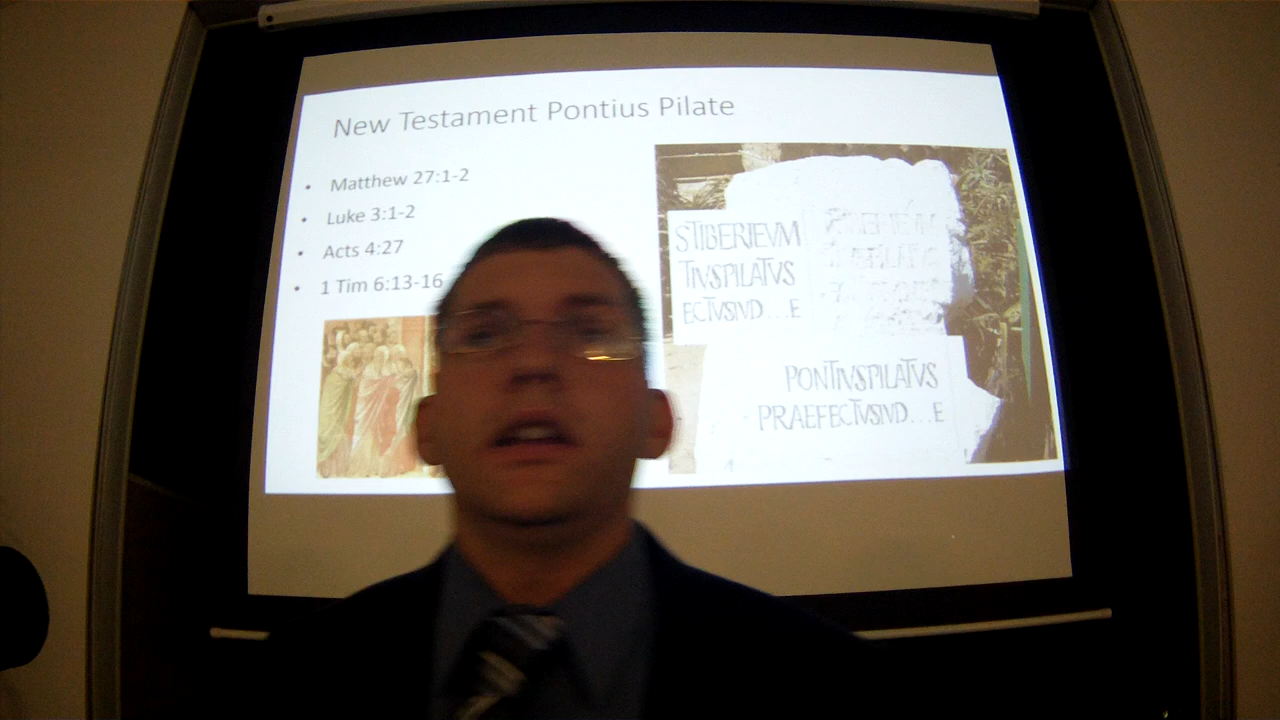 New Testament Pontius Pilate
• Matthew 27:1-2
• Luke 3:1-2
• Acts 4:27
• 1 Tim 6:13-16
STIBERIEVM
TIVSPILATVS
ECTVSIVD...E
PONTIVSPILATVS
PRAEFECTVSIVD...E